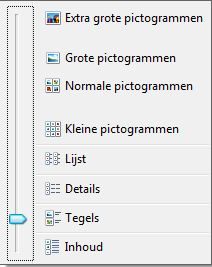 Extra grote pictogrammen
Grote pictogrammen
Normale pictogrammen
Kleine pictogrammen
Lijst
Details
Tegels
Inhoud